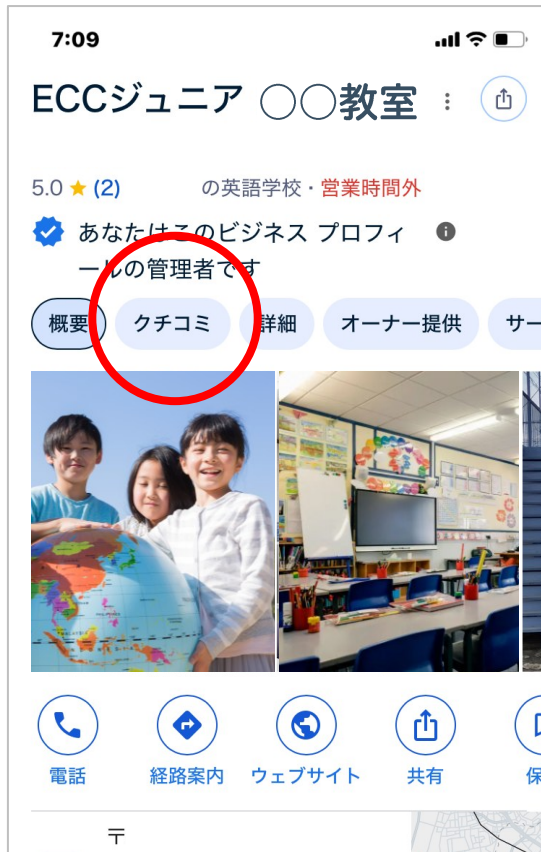 7:09
ECCジュニア ○○教室
5.0 ★ (2) の英語学校・営業時間外
あなたはこのビジネス プロフィ
ールの管理者です
概要 クチコミ 詳細 オーナー提供 サー
電話 経路案内 ウェブサイト 共有 保
〒